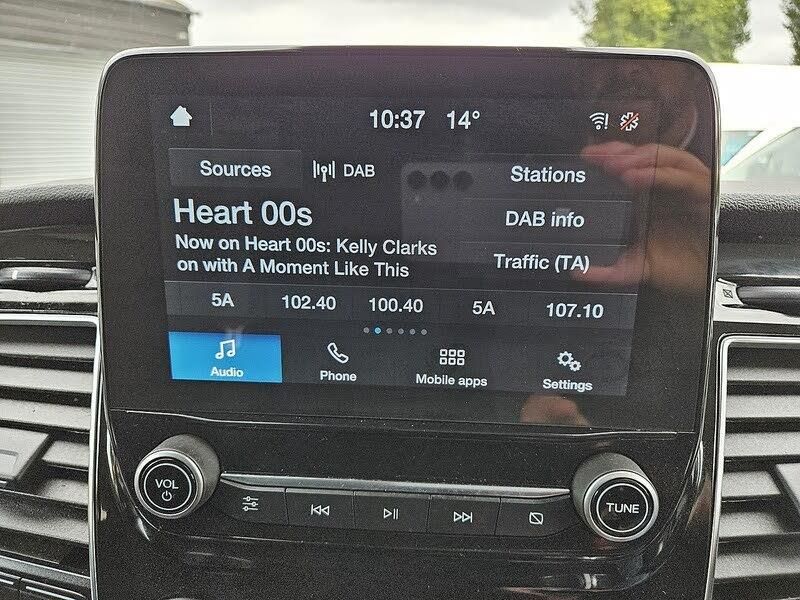 10:37 14°
Sources DAB Stations
Heart 00s DAB info
Now on Heart 00s: Kelly Clarks
on with A Moment Like This Traffic (TA)
5A 102.40 100.40 5A 107.10
Audio Phone Mobile apps Settings
VOL TUNE